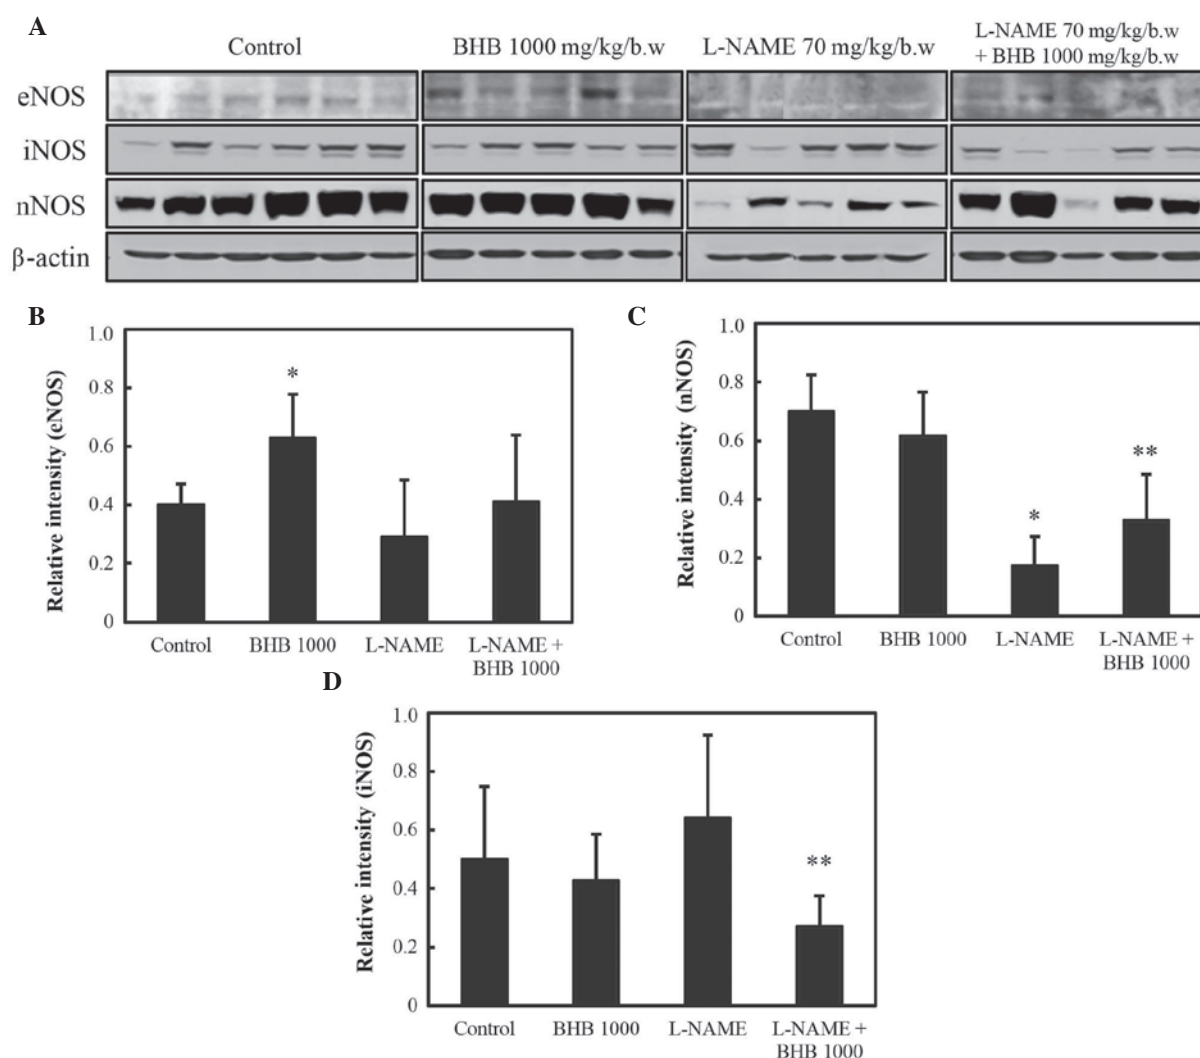 A
Control
BHB 1000 mg/kg/b.w
L-NAME 70 mg/kg/b.w
L-NAME 70 mg/kg/b.w
+ BHB 1000 mg/kg/b.w
eNOS
iNOS
nNOS
β-actin
B
Relative intensity (eNOS)
1.0
0.8
0.6
0.4
0.2
0
*
Control
BHB 1000
L-NAME
L-NAME +
BHB 1000
C
Relative intensity (nNOS)
1.0
0.8
0.6
0.4
0.2
0
*
**
Control
BHB 1000
L-NAME
L-NAME +
BHB 1000
D
Relative intensity (iNOS)
1.0
0.8
0.6
0.4
0.2
0
**
Control
BHB 1000
L-NAME
L-NAME +
BHB 1000